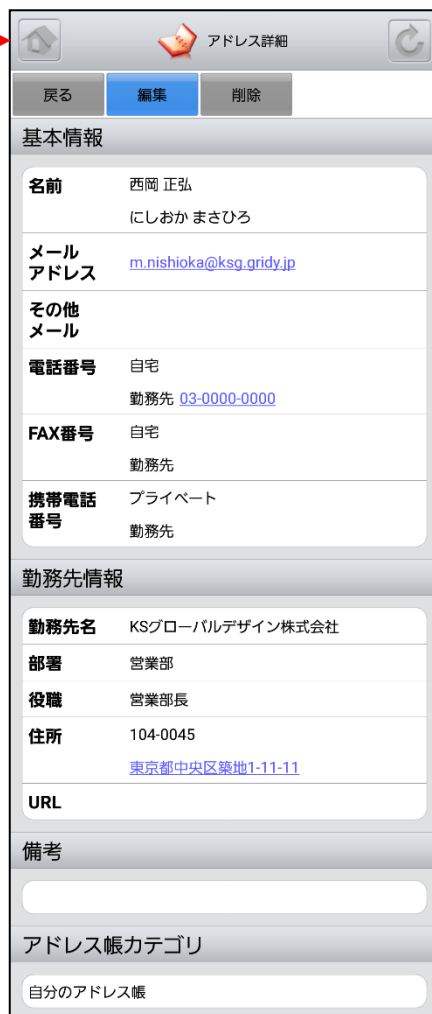 アドレス詳細
戻る 編集 削除
基本情報
名前 西岡 正弘
にしおか まさひろ
メール
アドレス m.nishioka@ksg.gridy.jp
その他
メール
電話番号 自宅
勤務先 03-0000-0000
FAX番号 自宅
勤務先
携帯電話
番号 プライベート
勤務先
勤務先情報
勤務先名 KSグローバルデザイン株式会社
部署 営業部
役職 営業部長
住所 104-0045
東京都中央区築地1-11-11
URL
備考
アドレス帳カテゴリ
自分のアドレス帳